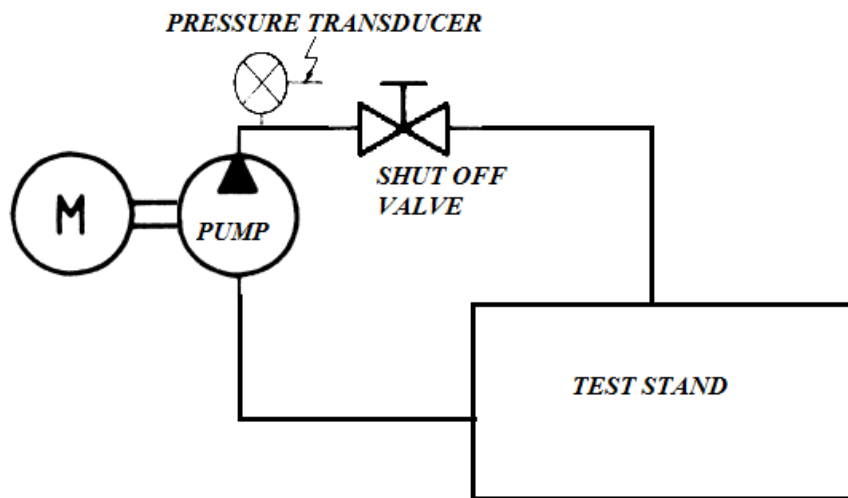 PRESSURE TRANSDUCER
SHUT OFF
VALVE
M
PUMP
TEST STAND